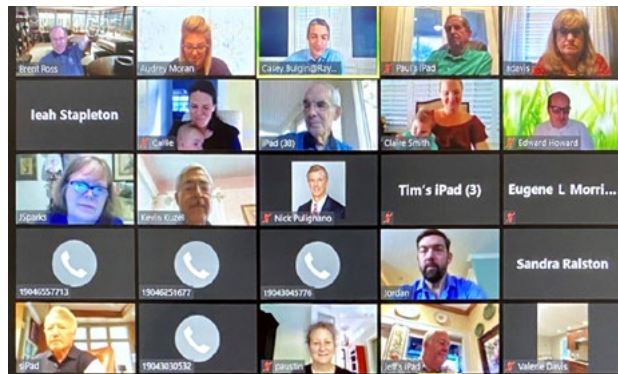 Brent Ross
Audrey Moran
Casey Bulgin@Ray...
Paul's iPad
sdavis
leah Stapleton
Callie
iPad (30)
Claire Smith
Edward Howard
JSparks
Kevin Kuzel
Nick Pulignano
Tim's iPad (3)
Eugene L Morri...
19046557713
19046251677
19043045776
Jordan
Sandra Ralston
siPad
19043030532
paustin
Jeff's iPad
Valerie Davis